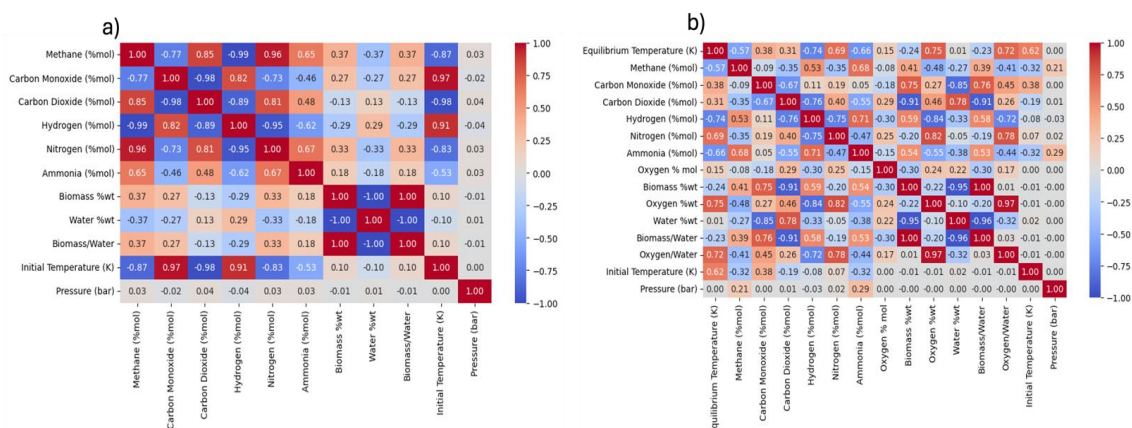 a)
1.00 -0.77 0.85 -0.99 0.96 0.65 0.37 -0.37 0.37 -0.87 0.03
-0.77 1.00 -0.98 0.82 -0.73 -0.46 0.27 -0.27 0.27 0.97 -0.02
0.85 -0.98 1.00 -0.89 0.81 0.48 -0.13 0.13 -0.13 -0.98 0.04
-0.99 0.82 -0.89 1.00 -0.95 -0.62 -0.29 0.29 -0.29 0.91 -0.04
0.96 -0.73 0.81 -0.95 1.00 0.67 0.33 -0.33 0.33 -0.83 0.03
0.65 -0.46 0.48 -0.62 0.67 1.00 0.18 -0.18 0.18 -0.53 0.03
0.37 0.27 -0.13 -0.29 0.33 0.18 1.00 -1.00 1.00 0.10 -0.01
-0.37 -0.27 0.13 0.29 -0.33 -0.18 -1.00 1.00 -1.00 -0.10 0.01
0.37 0.27 -0.13 -0.29 0.33 0.18 1.00 -1.00 1.00 0.10 -0.01
-0.87 0.97 -0.98 0.91 -0.83 -0.53 0.10 -0.10 0.10 1.00 0.00
0.03 -0.02 0.04 -0.04 0.03 0.03 -0.01 0.01 -0.01 0.00 1.00
Methane (%mol)
Carbon Monoxide (%mol)
Carbon Dioxide (%mol)
Hydrogen (%mol)
Nitrogen (%mol)
Ammonia (%mol)
Biomass %wt
Water %wt
Biomass/Water
Initial Temperature (K)
Pressure (bar)
Methane (%mol)
Carbon Monoxide (%mol)
Carbon Dioxide (%mol)
Hydrogen (%mol)
Nitrogen (%mol)
Ammonia (%mol)
Biomass %wt
Water %wt
Biomass/Water
Initial Temperature (K)
Pressure (bar)
1.00
0.75
0.50
0.25
0.00
−0.25
−0.50
−0.75
−1.00
b)
1.00 -0.57 0.38 0.31 -0.74 0.69 -0.66 0.15 -0.24 0.75 0.01 -0.23 0.72 0.62 0.00
-0.57 1.00 -0.09 -0.35 0.53 -0.35 0.68 -0.08 0.41 -0.48 -0.27 0.39 -0.41 -0.32 0.21
0.38 -0.09 1.00 -0.67 0.11 0.19 0.05 -0.18 0.75 0.27 -0.85 0.76 0.45 0.38 0.00
0.31 -0.35 -0.67 1.00 -0.76 0.40 -0.55 0.29 -0.91 0.46 0.78 -0.91 0.26 -0.19 0.01
-0.74 0.53 0.11 -0.76 1.00 -0.75 0.71 -0.30 0.59 -0.84 -0.33 0.58 -0.72 -0.08 -0.03
0.69 -0.35 0.19 0.40 -0.75 1.00 -0.47 0.25 -0.20 0.82 -0.05 -0.19 0.78 0.07 0.02
-0.66 0.68 0.05 -0.55 0.71 -0.47 1.00 -0.15 0.54 -0.55 -0.38 0.53 -0.44 -0.32 0.29
0.15 -0.08 -0.18 0.29 -0.30 0.25 -0.15 1.00 -0.30 0.24 0.22 -0.30 0.17 0.00 0.00
-0.24 0.41 0.75 -0.91 0.59 -0.20 0.54 -0.30 1.00 -0.22 -0.95 1.00 0.01 -0.01 -0.00
0.75 -0.48 0.27 0.46 -0.84 0.82 -0.55 0.24 -0.22 1.00 -0.10 -0.20 0.97 -0.01 -0.00
0.01 -0.27 -0.85 0.78 -0.33 -0.05 -0.38 0.22 -0.95 -0.10 1.00 -0.96 -0.32 0.02 0.00
-0.23 0.39 0.76 -0.91 0.58 -0.19 0.53 -0.30 1.00 -0.20 -0.96 1.00 0.03 -0.01 -0.00
0.72 -0.41 0.45 0.26 -0.72 0.78 -0.44 0.17 0.01 0.97 -0.32 0.03 1.00 -0.01 -0.00
0.62 -0.32 0.38 -0.19 -0.08 0.07 -0.32 0.00 -0.01 -0.01 0.02 -0.01 -0.01 1.00 0.00
0.00 0.21 0.00 0.01 -0.03 0.02 0.29 0.00 -0.00 -0.00 0.00 -0.00 -0.00 0.00 1.00
Equilibrium Temperature (K)
Methane (%mol)
Carbon Monoxide (%mol)
Carbon Dioxide (%mol)
Hydrogen (%mol)
Nitrogen (%mol)
Ammonia (%mol)
Oxygen % mol
Biomass %wt
Oxygen %wt
Water %wt
Biomass/Water
Oxygen/Water
Initial Temperature (K)
Pressure (bar)
quilibrium Temperature (K)
Methane (%mol)
Carbon Monoxide (%mol)
Carbon Dioxide (%mol)
Hydrogen (%mol)
Nitrogen (%mol)
Ammonia (%mol)
Oxygen % mol
Biomass %wt
Oxygen %wt
Water %wt
Biomass/Water
Oxygen/Water
Initial Temperature (K)
Pressure (bar)
1.00
0.75
0.50
0.25
0.00
−0.25
−0.50
−0.75
−1.00